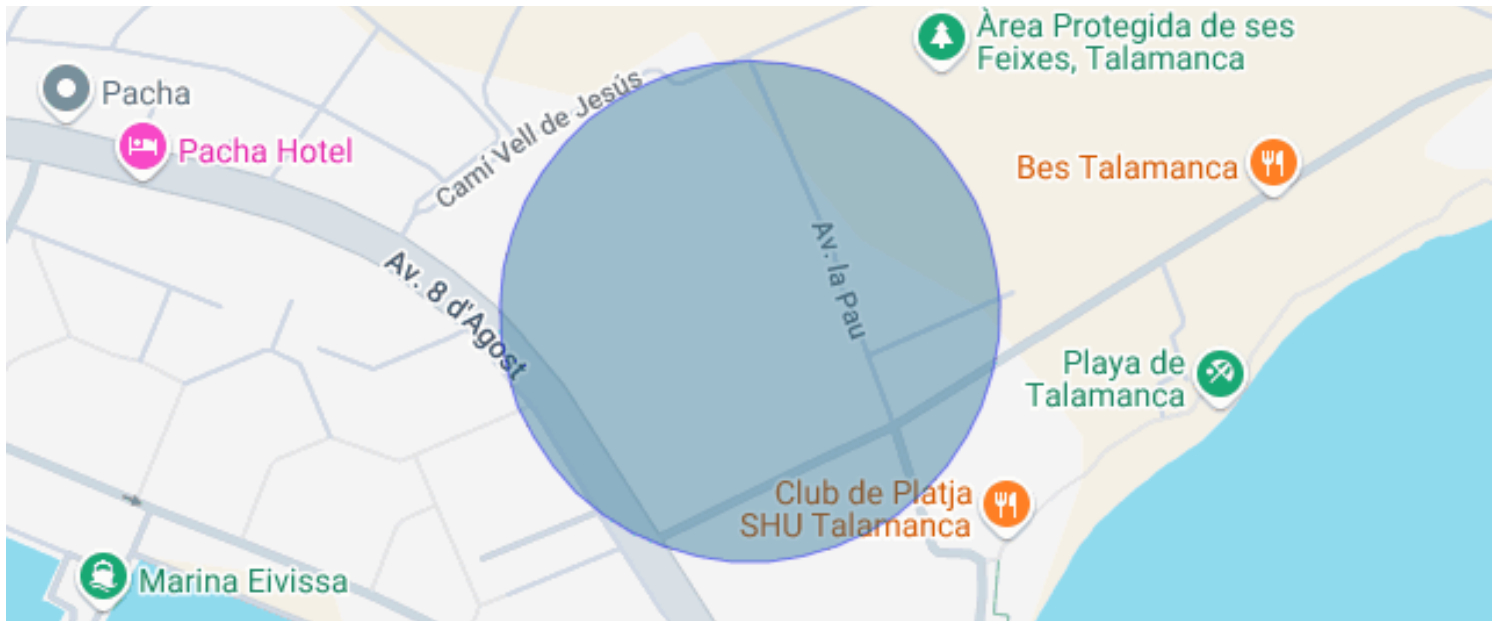 Àrea Protegida de ses
Feixes, Talamanca
Pacha
Pacha Hotel
Camí Vell de Jesús
Bes Talamanca
Av. la Pau
Av. 8 d'Agost
Playa de
Talamanca
Club de Platja
SHU Talamanca
Marina Eivissa